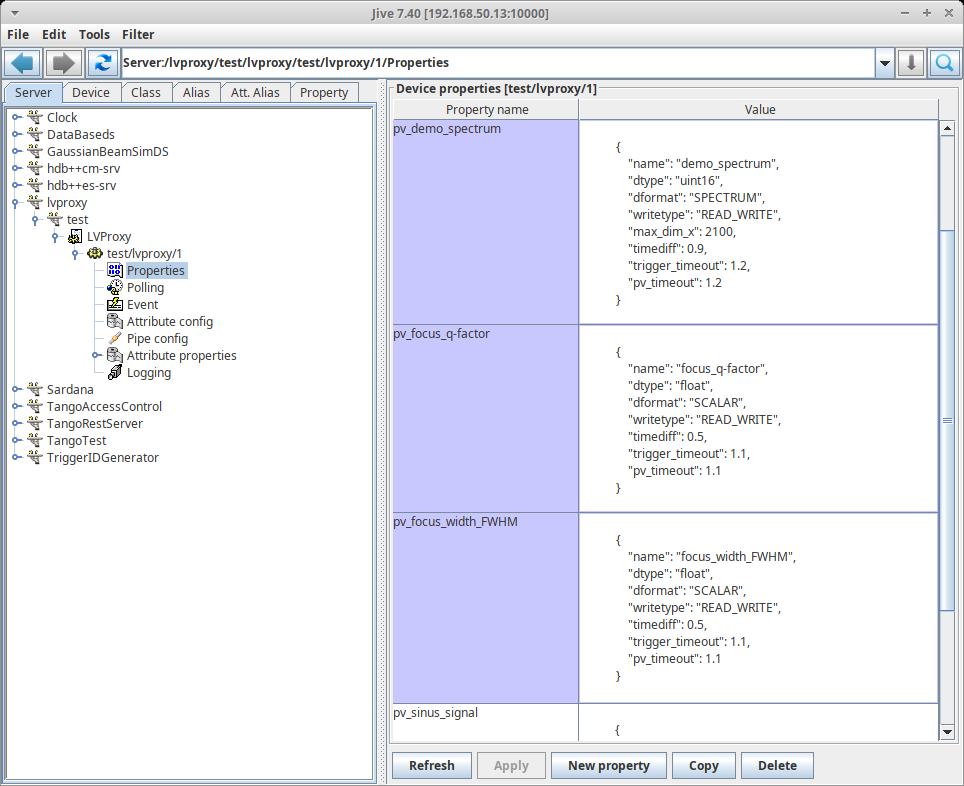 Jive 7.40 [192.168.50.13:10000]
File Edit Tools Filter
Server:/lvproxy/test/lvproxy/test/lvproxy/1/Properties
Server Device Class Alias Att. Alias Property
Clock
DataBaseds
GaussianBeamSimDS
hdb++cm-srv
hdb++es-srv
lvproxy
test
LVProxy
test/lvproxy/1
Properties
Polling
Event
Attribute config
Pipe config
Attribute properties
Logging
Sardana
TangoAccessControl
TangoRestServer
TangoTest
TriggerIDGenerator
Device properties [test/lvproxy/1]
Property name Value
pv_demo_spectrum
{
"name": "demo_spectrum",
"dtype": "uint16",
"dformat": "SPECTRUM",
"writetype": "READ_WRITE",
"max_dim_x": 2100,
"timediff": 0.9,
"trigger_timeout": 1.2,
"pv_timeout": 1.2
}
pv_focus_q-factor
{
"name": "focus_q-factor",
"dtype": "float",
"dformat": "SCALAR",
"writetype": "READ_WRITE",
"timediff": 0.5,
"trigger_timeout": 1.1,
"pv_timeout": 1.1
}
pv_focus_width_FWHM
{
"name": "focus_width_FWHM",
"dtype": "float",
"dformat": "SCALAR",
"writetype": "READ_WRITE",
"timediff": 0.5,
"trigger_timeout": 1.1,
"pv_timeout": 1.1
}
pv_sinus_signal
{
Refresh Apply New property Copy Delete